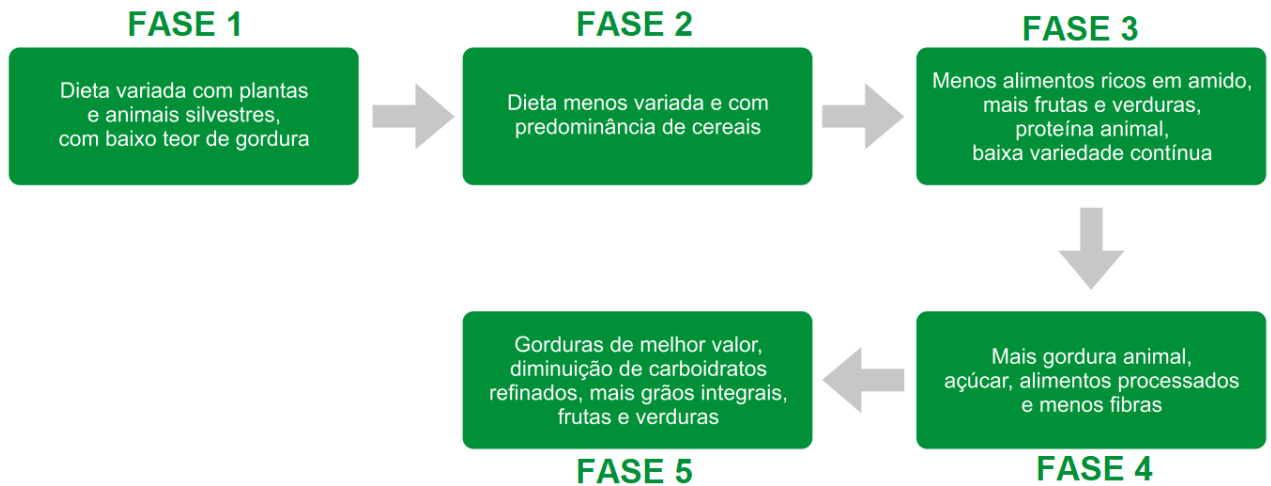 FASE 1
Dieta variada com plantas
e animais silvestres,
com baixo teor de gordura
FASE 2
Dieta menos variada e com
predominância de cereais
FASE 3
Menos alimentos ricos em amido,
mais frutas e verduras,
proteína animal,
baixa variedade contínua
Mais gordura animal,
açúcar, alimentos processados
e menos fibras
FASE 4
Gorduras de melhor valor,
diminuição de carboidratos
refinados, mais grãos integrais,
frutas e verduras
FASE 5